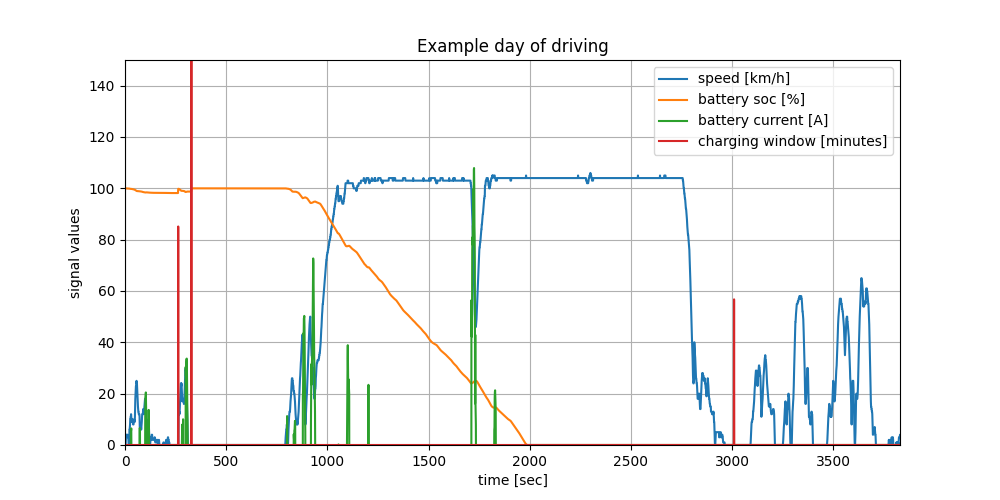 Example day of driving
speed [km/h]
battery soc [%]
battery current [A]
charging window [minutes]
signal values
140
120
100
80
60
40
20
0
0 500 1000 1500 2000 2500 3000 3500
time [sec]